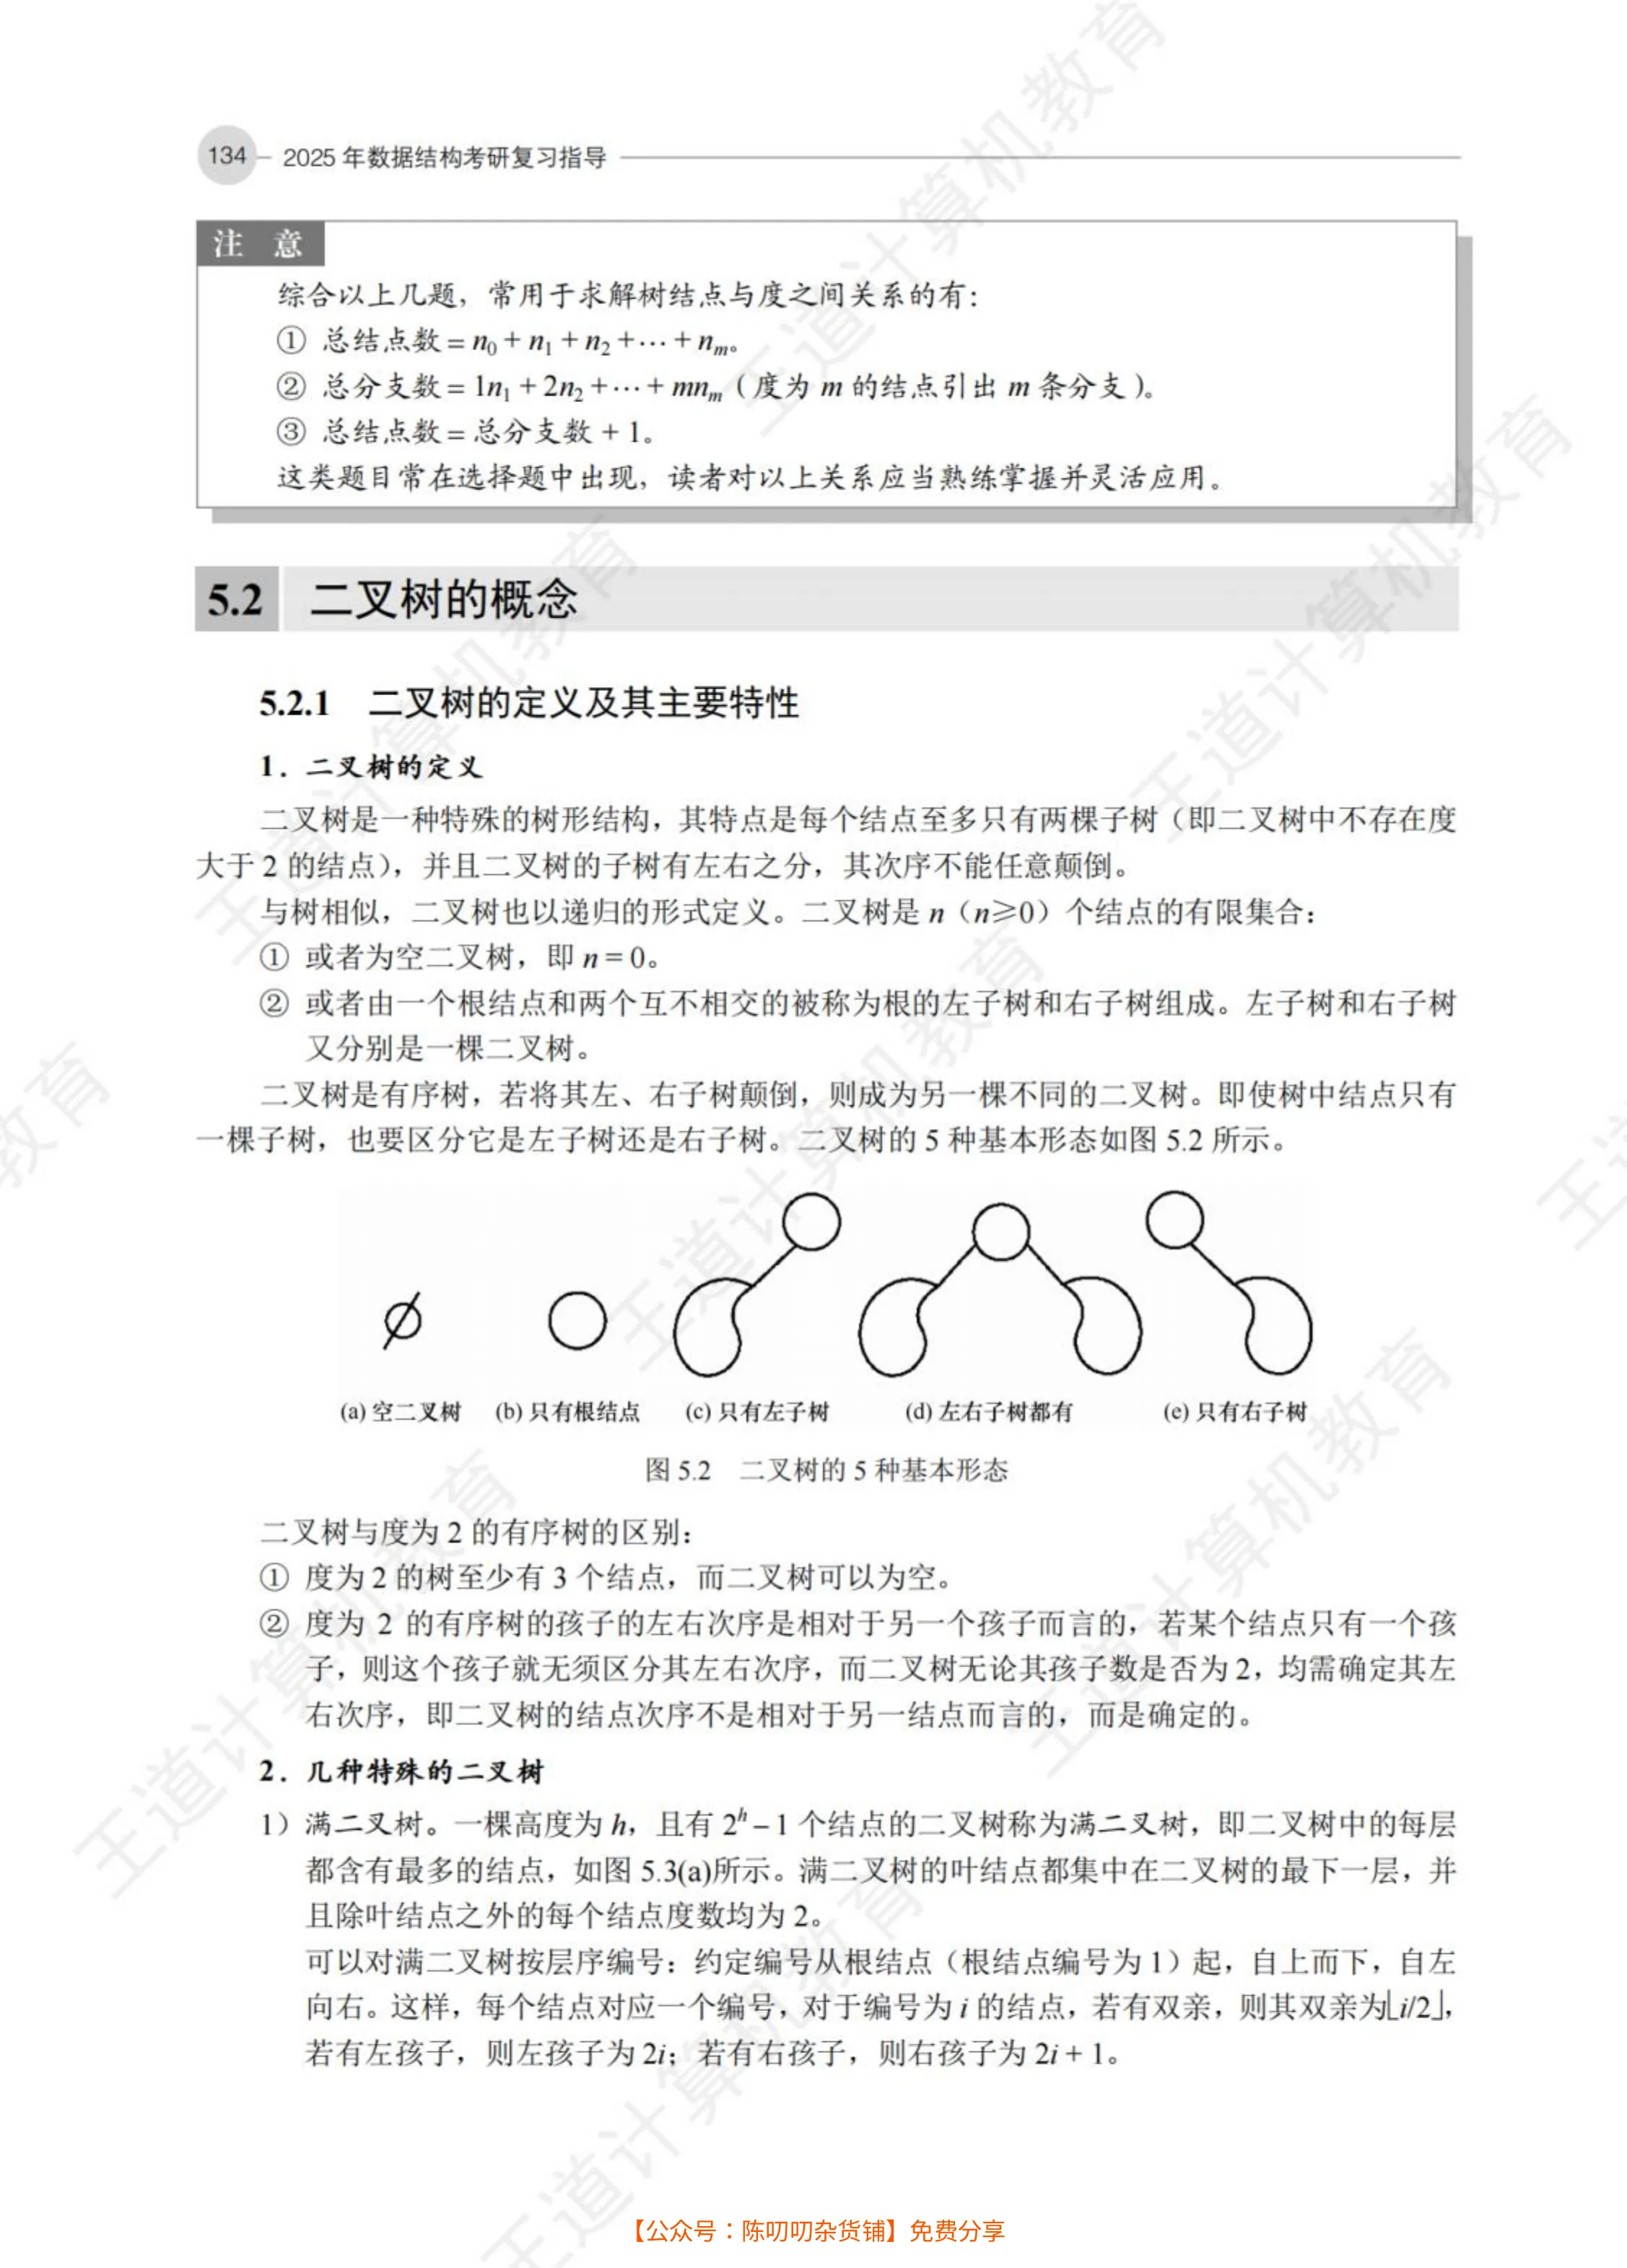 134 2025 年数据结构考研复习指导
注 意
综合以上几题，常用于求解树结点与度之间关系的有：
① 总结点数 = n₀ + n₁ + n₂ + ⋯ + nₘ。
② 总分支数 = 1n₁ + 2n₂ + ⋯ + mnₘ（度为 m 的结点引出 m 条分支）。
③ 总结点数 = 总分支数 + 1。
这类题目常在选择题中出现，读者对以上关系应当熟练掌握并灵活应用。
5.2 二叉树的概念
5.2.1 二叉树的定义及其主要特性
1．二叉树的定义
二叉树是一种特殊的树形结构，其特点是每个结点至多只有两棵子树（即二叉树中不存在度
大于 2 的结点），并且二叉树的子树有左右之分，其次序不能任意颠倒。
与树相似，二叉树也以递归的形式定义。二叉树是 n（n≥0）个结点的有限集合：
① 或者为空二叉树，即 n = 0。
② 或者由一个根结点和两个互不相交的被称为根的左子树和右子树组成。左子树和右子树
又分别是一棵二叉树。
二叉树是有序树，若将其左、右子树颠倒，则成为另一棵不同的二叉树。即使树中结点只有
一棵子树，也要区分它是左子树还是右子树。二叉树的 5 种基本形态如图 5.2 所示。
(a) 空二叉树 (b) 只有根结点 (c) 只有左子树 (d) 左右子树都有 (e) 只有右子树
图 5.2 二叉树的 5 种基本形态
二叉树与度为 2 的有序树的区别：
① 度为 2 的树至少有 3 个结点，而二叉树可以为空。
② 度为 2 的有序树的孩子的左右次序是相对于另一个孩子而言的，若某个结点只有一个孩
子，则这个孩子就无须区分其左右次序，而二叉树无论其孩子数是否为 2，均需确定其左
右次序，即二叉树的结点次序不是相对于另一结点而言的，而是确定的。
2．几种特殊的二叉树
1）满二叉树。一棵高度为 h，且有 2ʰ − 1 个结点的二叉树称为满二叉树，即二叉树中的每层
都含有最多的结点，如图 5.3(a)所示。满二叉树的叶结点都集中在二叉树的最下一层，并
且除叶结点之外的每个结点度数均为 2。
可以对满二叉树按层序编号：约定编号从根结点（根结点编号为 1）起，自上而下，自左
向右。这样，每个结点对应一个编号，对于编号为 i 的结点，若有双亲，则其双亲为⌊i/2⌋，
若有左孩子，则左孩子为 2i；若有右孩子，则右孩子为 2i + 1。
【公众号：陈叨叨杂货铺】免费分享
王道计算机教育